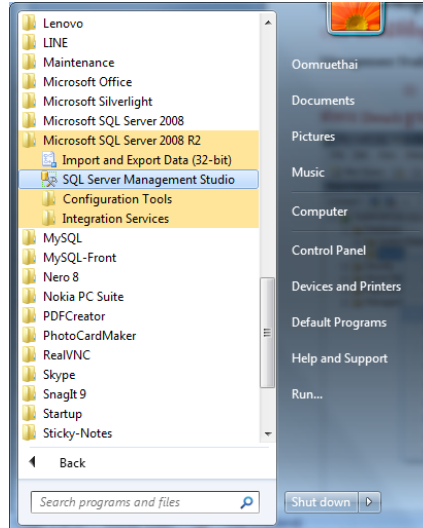 Lenovo
LINE
Maintenance
Microsoft Office
Microsoft Silverlight
Microsoft SQL Server 2008
Microsoft SQL Server 2008 R2
Import and Export Data (32-bit)
SQL Server Management Studio
Configuration Tools
Integration Services
MySQL
MySQL-Front
Nero 8
Nokia PC Suite
PDFCreator
PhotoCardMaker
RealVNC
Skype
SnagIt 9
Startup
Sticky-Notes
Back
Search programs and files
Oomruethai
Documents
Pictures
Music
Computer
Control Panel
Devices and Printers
Default Programs
Help and Support
Run...
Shut down